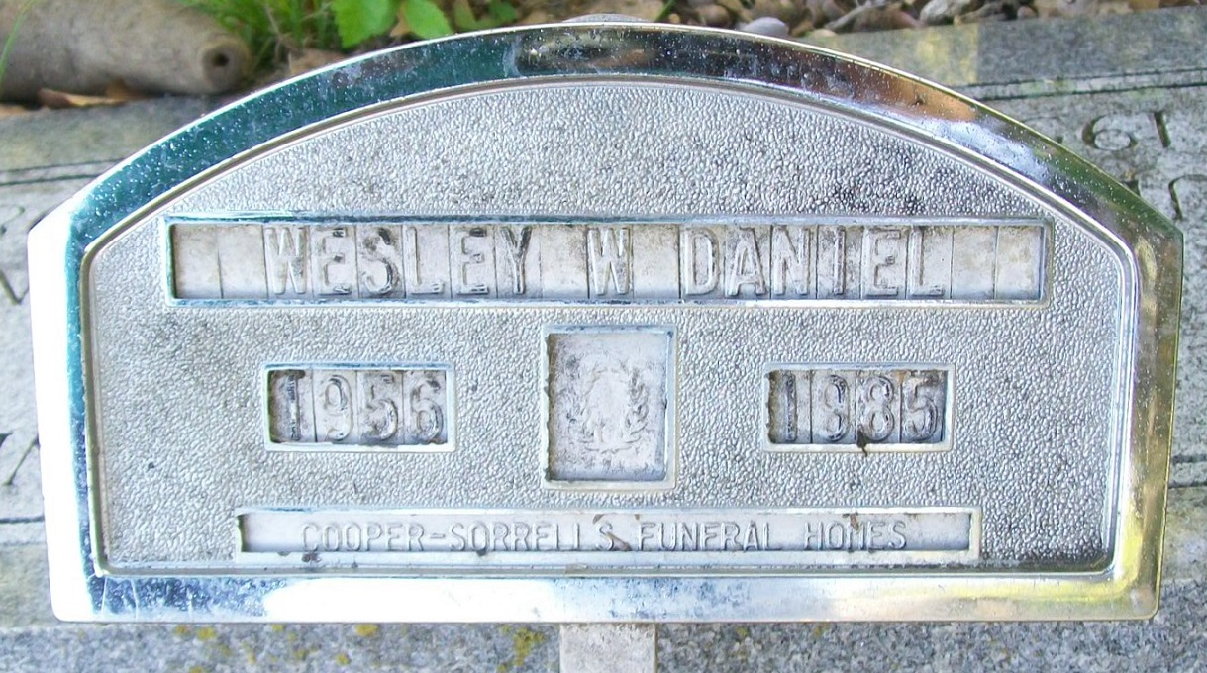 WESLEY W DANIEL
1956 1985
COOPER-SORRELLS FUNERAL HOMES